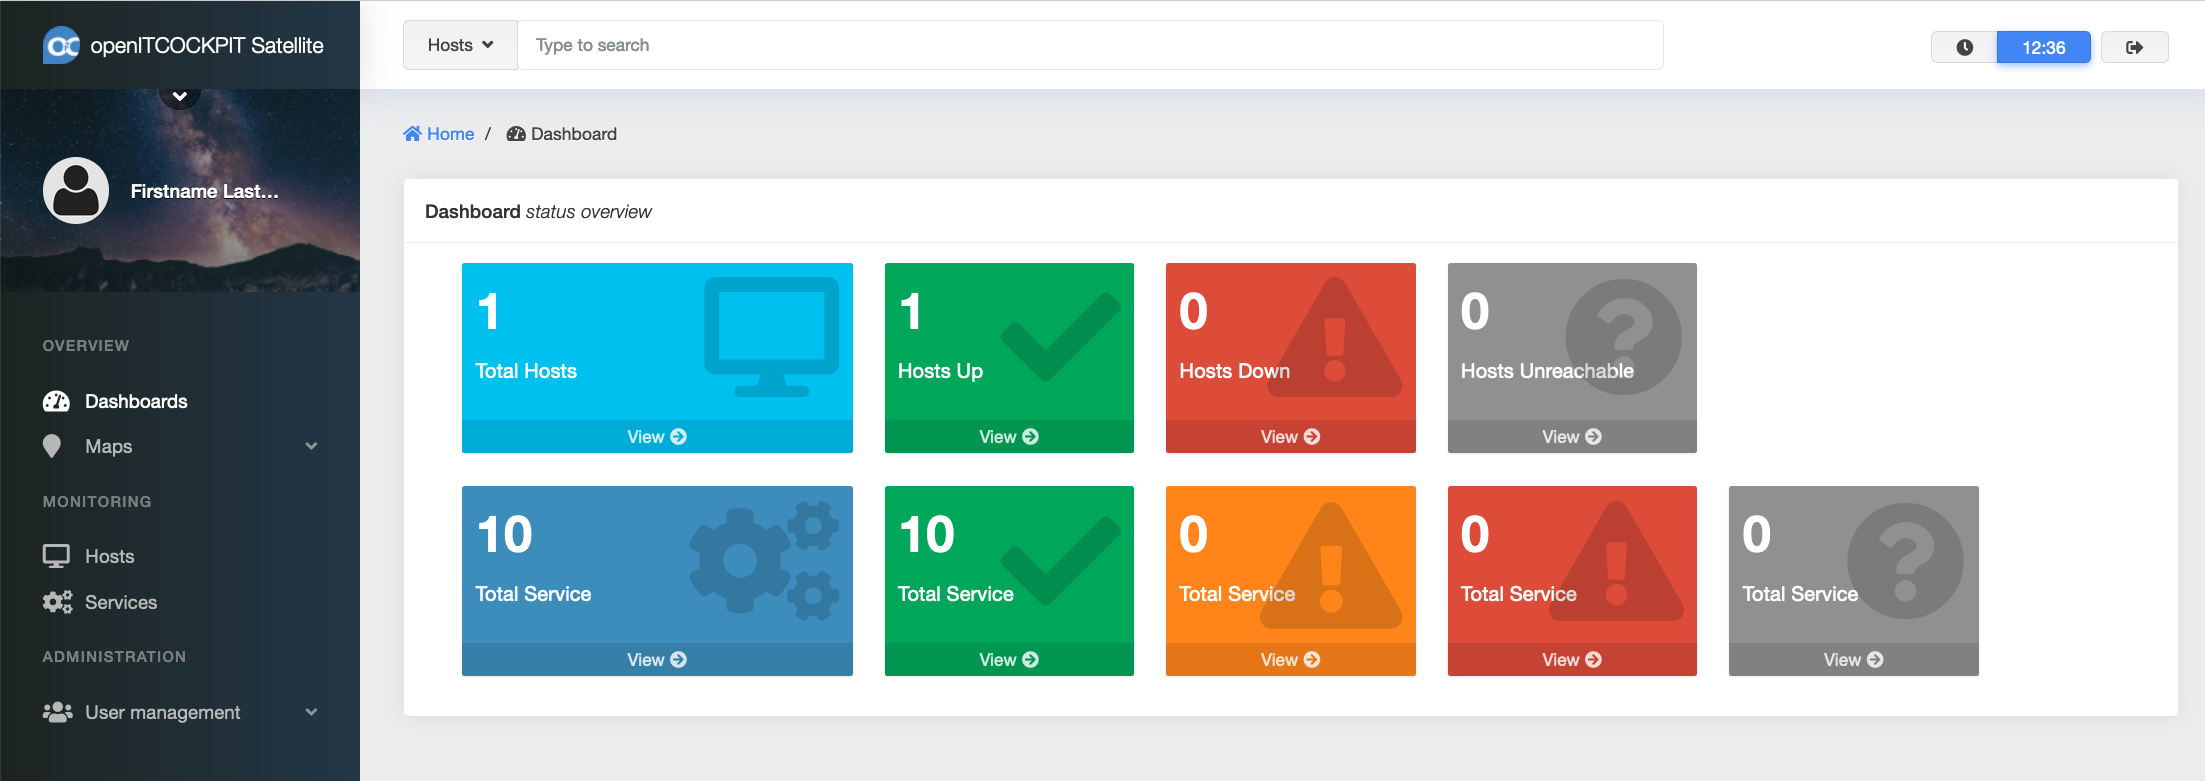 openITCOCKPIT Satellite
Hosts
Type to search
12:36
Firstname Last...
Home / Dashboard
Dashboard status overview
OVERVIEW
Dashboards
Maps
MONITORING
Hosts
Services
ADMINISTRATION
User management
1
Total Hosts
View
1
Hosts Up
View
0
Hosts Down
View
0
Hosts Unreachable
View
10
Total Service
View
10
Total Service
View
0
Total Service
View
0
Total Service
View
0
Total Service
View